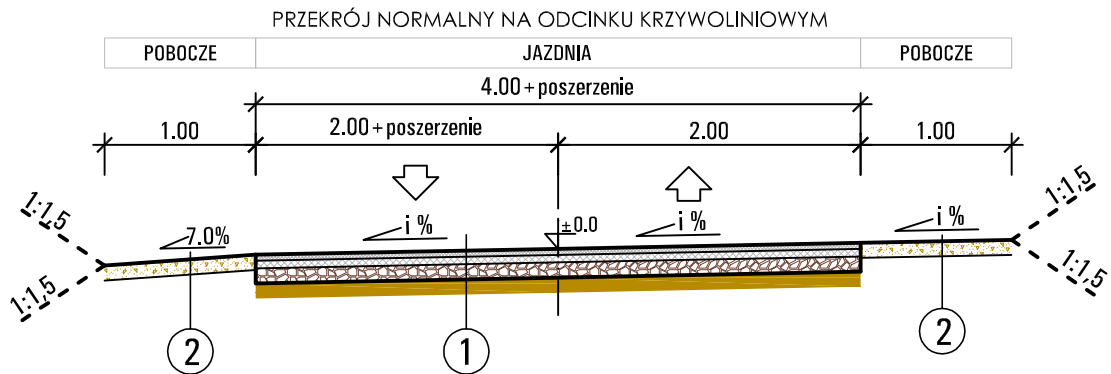 PRZEKRÓJ NORMALNY NA ODCINKU KRZYWOLINIOWYM
POBOCZE JAZDNIA POBOCZE
4.00 + poszerzenie
1.00 2.00 + poszerzenie 2.00 1.00
1:1,5 7.0% i % ±0.0 i % i % 1:1,5
1:1,5 1:1,5
2 1 2